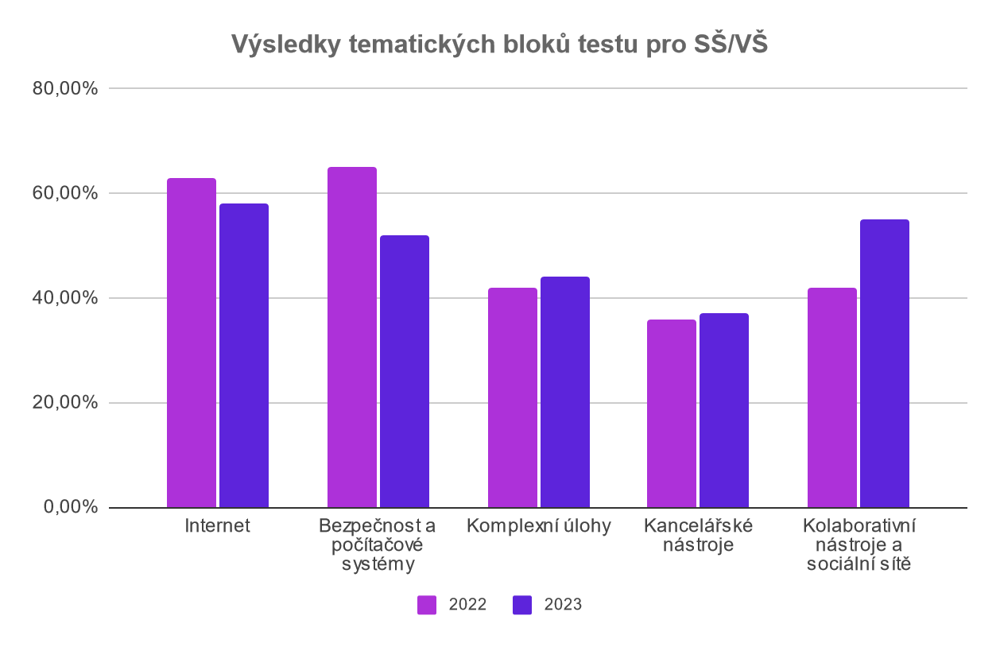 Výsledky tematických bloků testu pro SŠ/VŠ
80,00%
60,00%
40,00%
20,00%
0,00%
Internet
Bezpečnost a
počítačové
systémy
Komplexní úlohy
Kancelářské
nástroje
Kolaborativní
nástroje a
sociální sítě
2022
2023